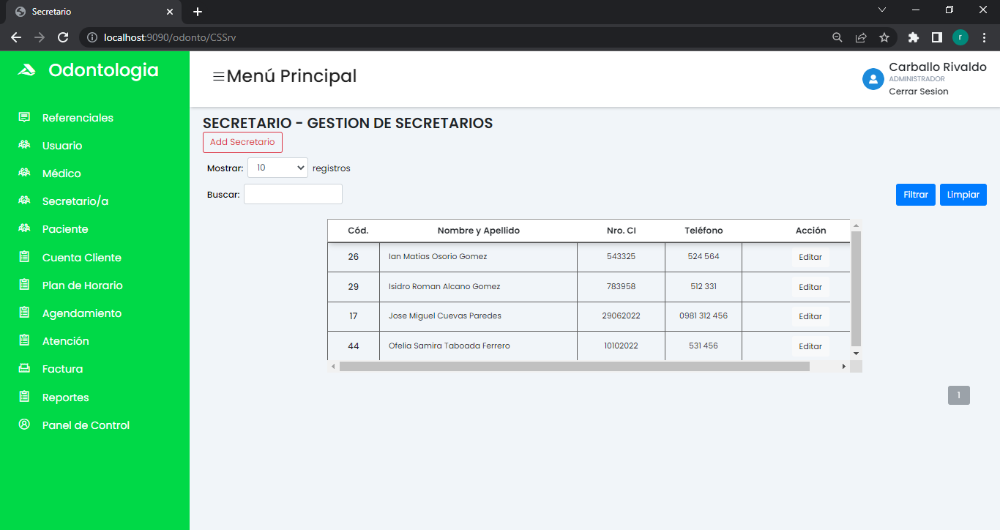 Secretario
localhost:9090/odonto/CSSrv
r
Odontologia
Menú Principal
Carballo Rivaldo
ADMINISTRADOR
Cerrar Sesion
Referenciales
Usuario
Médico
Secretario/a
Paciente
Cuenta Cliente
Plan de Horario
Agendamiento
Atención
Factura
Reportes
Panel de Control
SECRETARIO - GESTION DE SECRETARIOS
Add Secretario
Mostrar: 10 registros
Buscar:
Filtrar Limpiar
Cód. Nombre y Apellido Nro. CI Teléfono Acción
26 Ian Matias Osorio Gomez 543325 524 564 Editar
29 Isidro Roman Alcano Gomez 783958 512 331 Editar
17 Jose Miguel Cuevas Paredes 29062022 0981 312 456 Editar
44 Ofelia Samira Taboada Ferrero 10102022 531 456 Editar
1